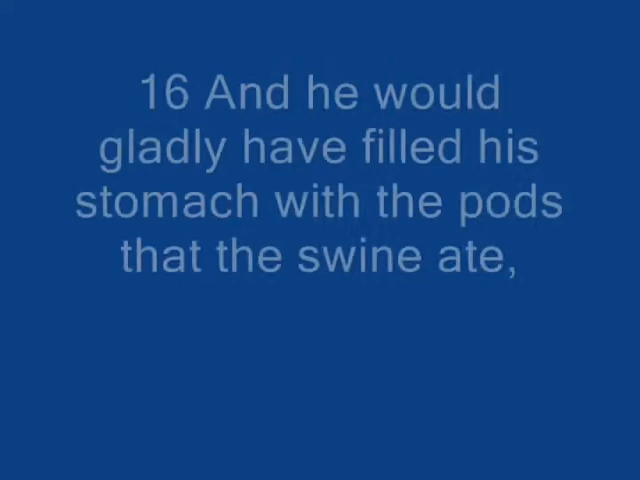 16 And he would
gladly have filled his
stomach with the pods
that the swine ate,